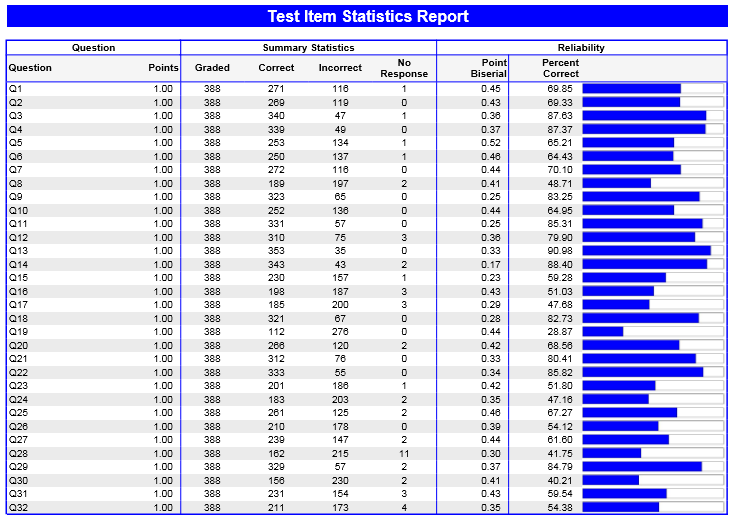 Test Item Statistics Report
Question Summary Statistics Reliability
Question Points Graded Correct Incorrect No Response Point Biserial Percent Correct
Q1 1.00 388 271 116 1 0.45 69.85
Q2 1.00 388 269 119 0 0.43 69.33
Q3 1.00 388 340 47 1 0.36 87.63
Q4 1.00 388 339 49 0 0.37 87.37
Q5 1.00 388 253 134 1 0.52 65.21
Q6 1.00 388 250 137 1 0.46 64.43
Q7 1.00 388 272 116 0 0.44 70.10
Q8 1.00 388 189 197 2 0.41 48.71
Q9 1.00 388 323 65 0 0.25 83.25
Q10 1.00 388 252 136 0 0.44 64.95
Q11 1.00 388 331 57 0 0.25 85.31
Q12 1.00 388 310 75 3 0.36 79.90
Q13 1.00 388 353 35 0 0.33 90.98
Q14 1.00 388 343 43 2 0.17 88.40
Q15 1.00 388 230 157 1 0.23 59.28
Q16 1.00 388 198 187 3 0.43 51.03
Q17 1.00 388 185 200 3 0.29 47.68
Q18 1.00 388 321 67 0 0.28 82.73
Q19 1.00 388 112 276 0 0.44 28.87
Q20 1.00 388 266 120 2 0.42 68.56
Q21 1.00 388 312 76 0 0.33 80.41
Q22 1.00 388 333 55 0 0.34 85.82
Q23 1.00 388 201 186 1 0.42 51.80
Q24 1.00 388 183 203 2 0.35 47.16
Q25 1.00 388 261 125 2 0.46 67.27
Q26 1.00 388 210 178 0 0.39 54.12
Q27 1.00 388 239 147 2 0.44 61.60
Q28 1.00 388 162 215 11 0.30 41.75
Q29 1.00 388 329 57 2 0.37 84.79
Q30 1.00 388 156 230 2 0.41 40.21
Q31 1.00 388 231 154 3 0.43 59.54
Q32 1.00 388 211 173 4 0.35 54.38